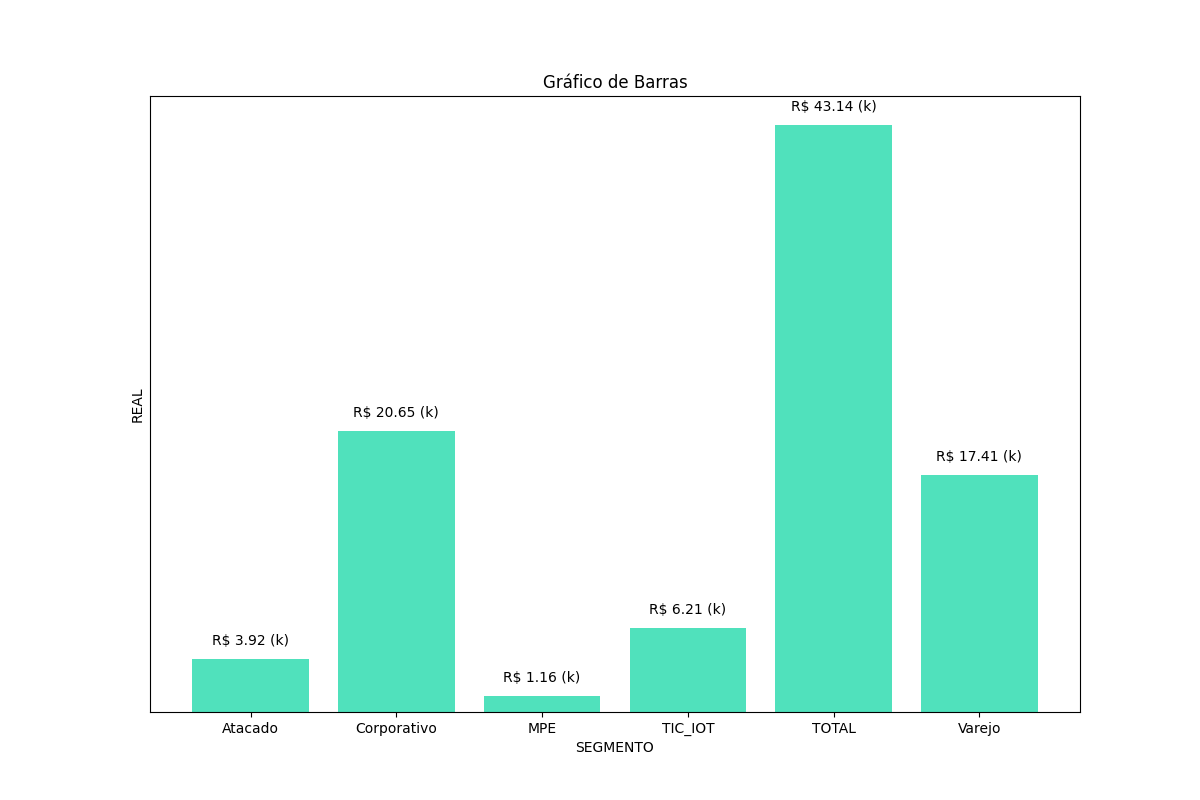 Gráfico de Barras
R$ 43.14 (k)
R$ 20.65 (k)
R$ 17.41 (k)
R$ 6.21 (k)
R$ 3.92 (k)
R$ 1.16 (k)
REAL
Atacado Corporativo MPE TIC_IOT TOTAL Varejo
SEGMENTO